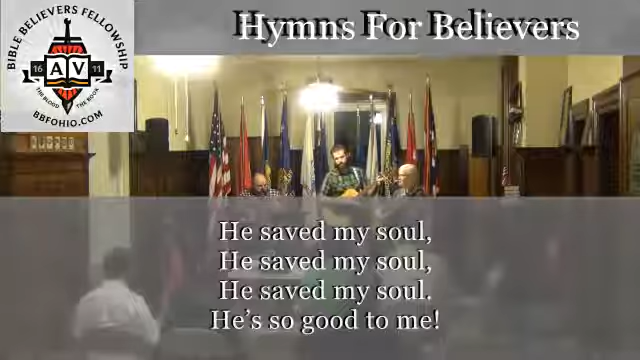 Hymns For Believers
BIBLE BELIEVERS FELLOWSHIP
16 AV 11
THE BLOOD THE BOOK
BBFOHIO.COM
He saved my soul,
He saved my soul,
He saved my soul.
He's so good to me!